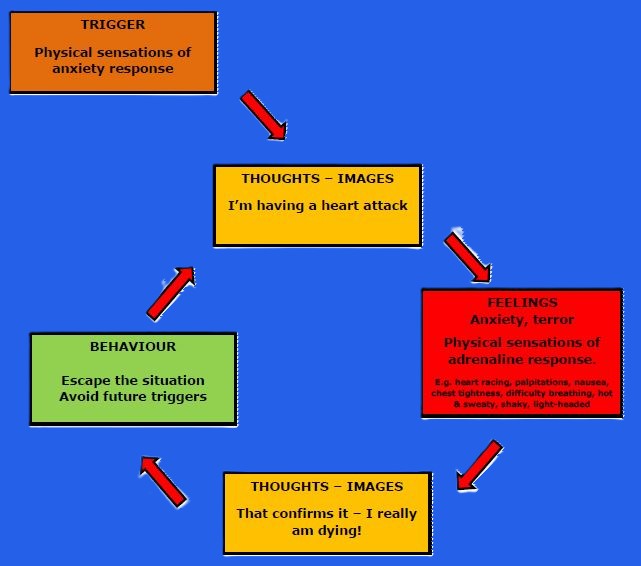 TRIGGER
Physical sensations of
anxiety response
THOUGHTS – IMAGES
I'm having a heart attack
FEELINGS
Anxiety, terror
Physical sensations of
adrenaline response.
E.g. heart racing, palpitations, nausea,
chest tightness, difficulty breathing, hot
& sweaty, shaky, light-headed
THOUGHTS – IMAGES
That confirms it – I really
am dying!
BEHAVIOUR
Escape the situation
Avoid future triggers